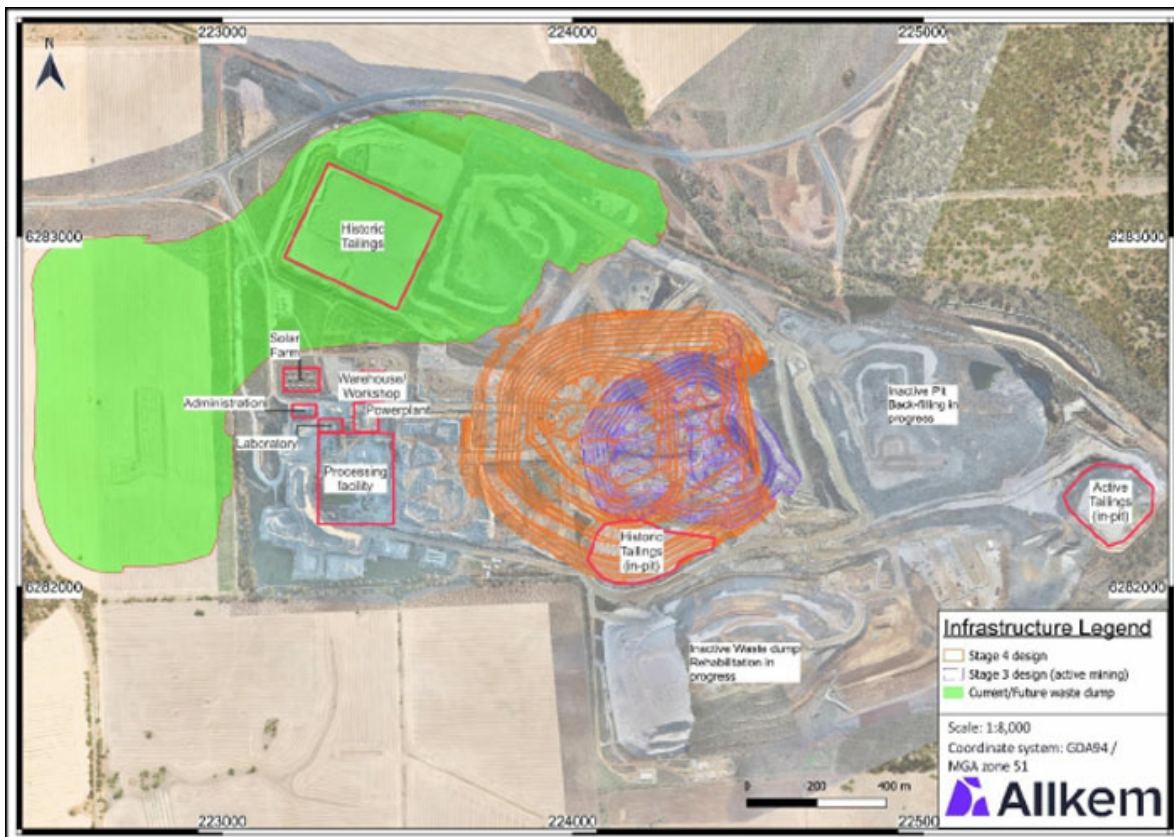 223000
224000
225000
N
6283000
6283000
Historic
Tailings
Solar
Farm
Warehouse/
Workshop
Administration
Powerplant
Laboratory
Processing
facility
Inactive Pit
Back-filling in
progress
Active
Tailings
(in-pit)
Historic
Tailings
(in-pit)
6282000
6282000
Inactive Waste dump
Rehabilitation in
progress
Infrastructure Legend
Stage 4 design
Stage 3 design (active mining)
Current/Future waste dump
Scale: 1:8,000
Coordinate system: GDA94 /
MGA zone 51
0 200 400 m
Allkem
223000
224000
22500